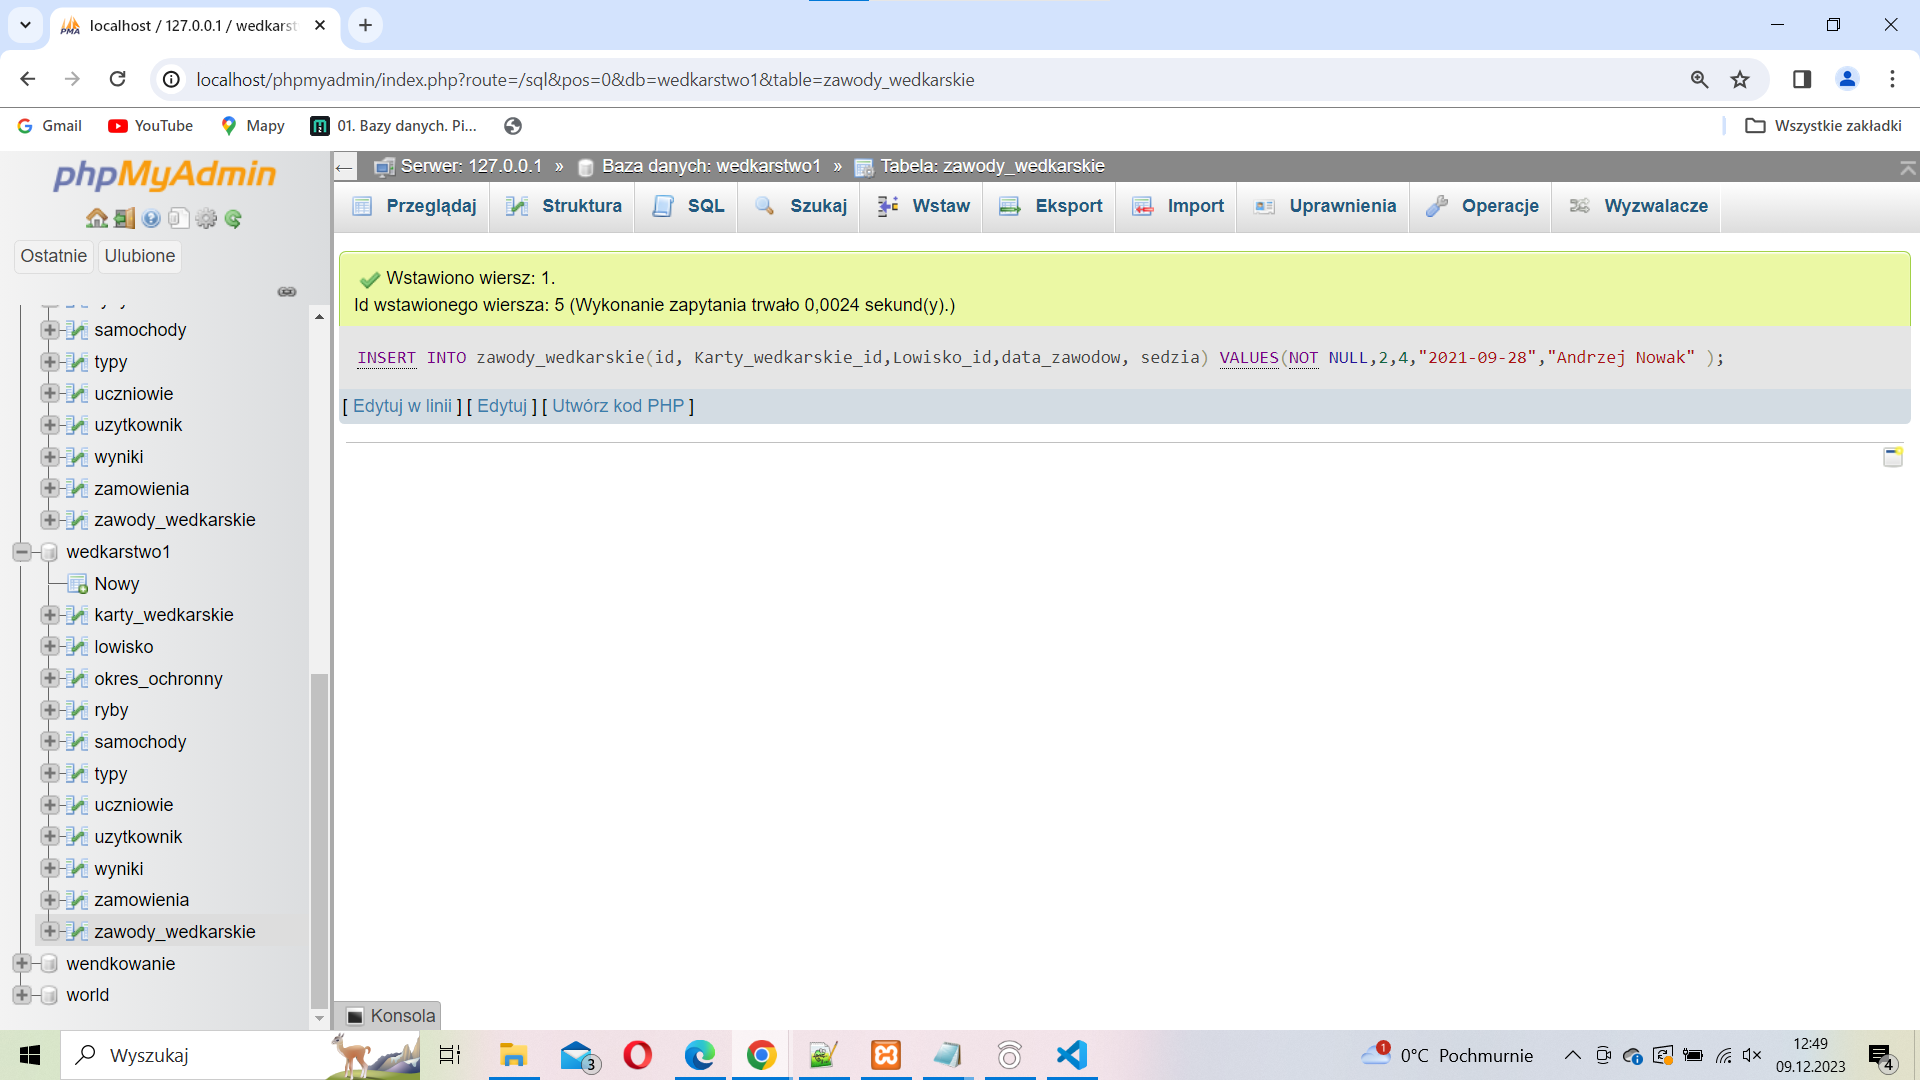 localhost / 127.0.0.1 / wedkarst
localhost/phpmyadmin/index.php?route=/sql&pos=0&db=wedkarstwo1&table=zawody_wedkarskie
Gmail
YouTube
Mapy
01. Bazy danych. Pi...
Wszystkie zakładki
phpMyAdmin
Ostatnie
Ulubione
samochody
typy
uczniowie
uzytkownik
wyniki
zamowienia
zawody_wedkarskie
wedkarstwo1
Nowy
karty_wedkarskie
lowisko
okres_ochronny
ryby
samochody
typy
uczniowie
uzytkownik
wyniki
zamowienia
zawody_wedkarskie
wendkowanie
world
Serwer: 127.0.0.1 » Baza danych: wedkarstwo1 » Tabela: zawody_wedkarskie
Przeglądaj
Struktura
SQL
Szukaj
Wstaw
Eksport
Import
Uprawnienia
Operacje
Wyzwalacze
Wstawiono wiersz: 1.
Id wstawionego wiersza: 5 (Wykonanie zapytania trwało 0,0024 sekund(y).)
INSERT INTO zawody_wedkarskie(id, Karty_wedkarskie_id,Lowisko_id,data_zawodow, sedzia) VALUES(NOT NULL,2,4,"2021-09-28","Andrzej Nowak" );
[ Edytuj w linii ] [ Edytuj ] [ Utwórz kod PHP ]
Konsola
Wyszukaj
3
1
0°C Pochmurnie
12:49
09.12.2023
4